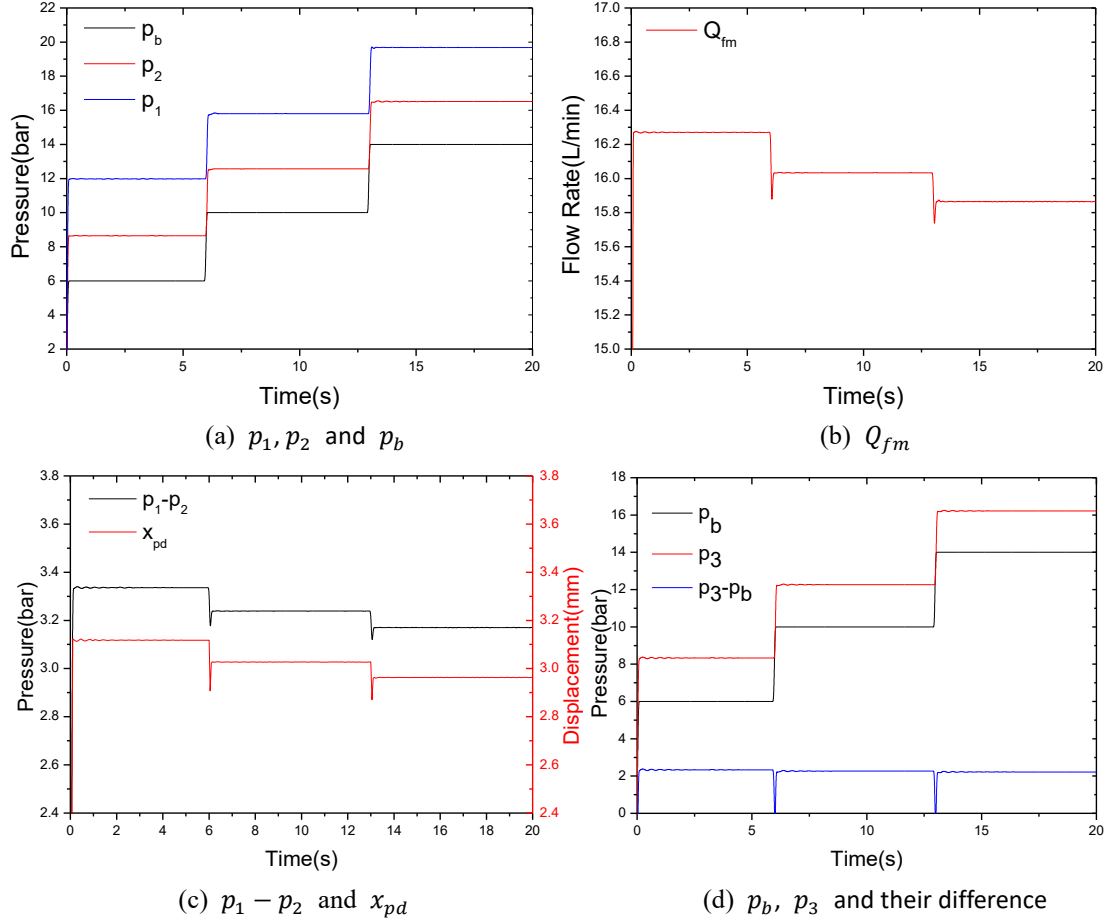 22
20
18
16
14
12
10
8
6
4
2
Pressure(bar)
p_b
p_2
p_1
0 5 10 15 20
Time(s)
(a) p_1, p_2 and p_b
17.0
16.8
16.6
16.4
16.2
16.0
15.8
15.6
15.4
15.2
15.0
Flow Rate(L/min)
Q_fm
0 5 10 15 20
Time(s)
(b) Q_fm
3.8
3.6
3.4
3.2
3.0
2.8
2.6
2.4
Pressure(bar)
p_1-p_2
x_pd
3.8
3.6
3.4
3.2
3.0
2.8
2.6
2.4
Displacement(mm)
0 2 4 6 8 10 12 14 16 18 20
Time(s)
(c) p_1 − p_2 and x_pd
18
16
14
12
10
8
6
4
2
0
Pressure(bar)
p_b
p_3
p_3-p_b
0 5 10 15 20
Time(s)
(d) p_b, p_3 and their difference